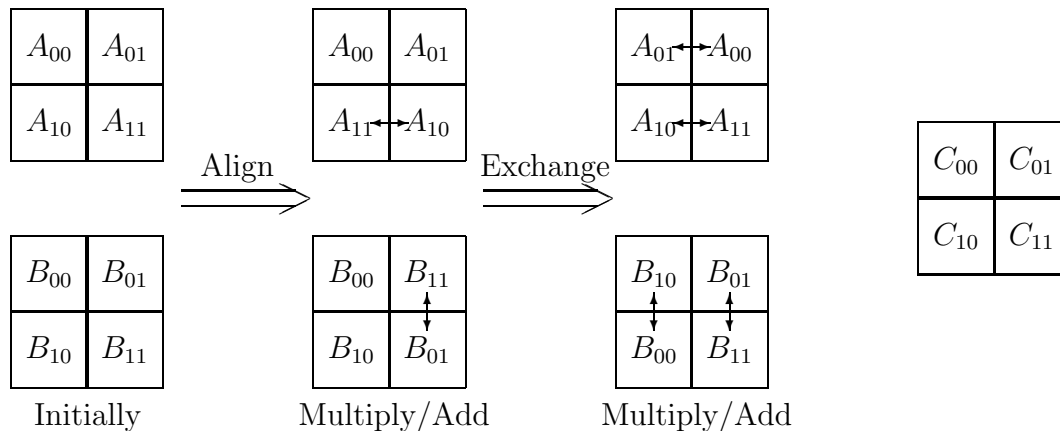 A₀₀ A₀₁ A₀₀ A₀₁ A₀₁ A₀₀
A₁₀ A₁₁ A₁₁ A₁₀ A₁₀ A₁₁
C₀₀ C₀₁
Align Exchange
C₁₀ C₁₁
B₀₀ B₀₁ B₀₀ B₁₁ B₁₀ B₀₁
B₁₀ B₁₁ B₁₀ B₀₁ B₀₀ B₁₁
Initially Multiply/Add Multiply/Add